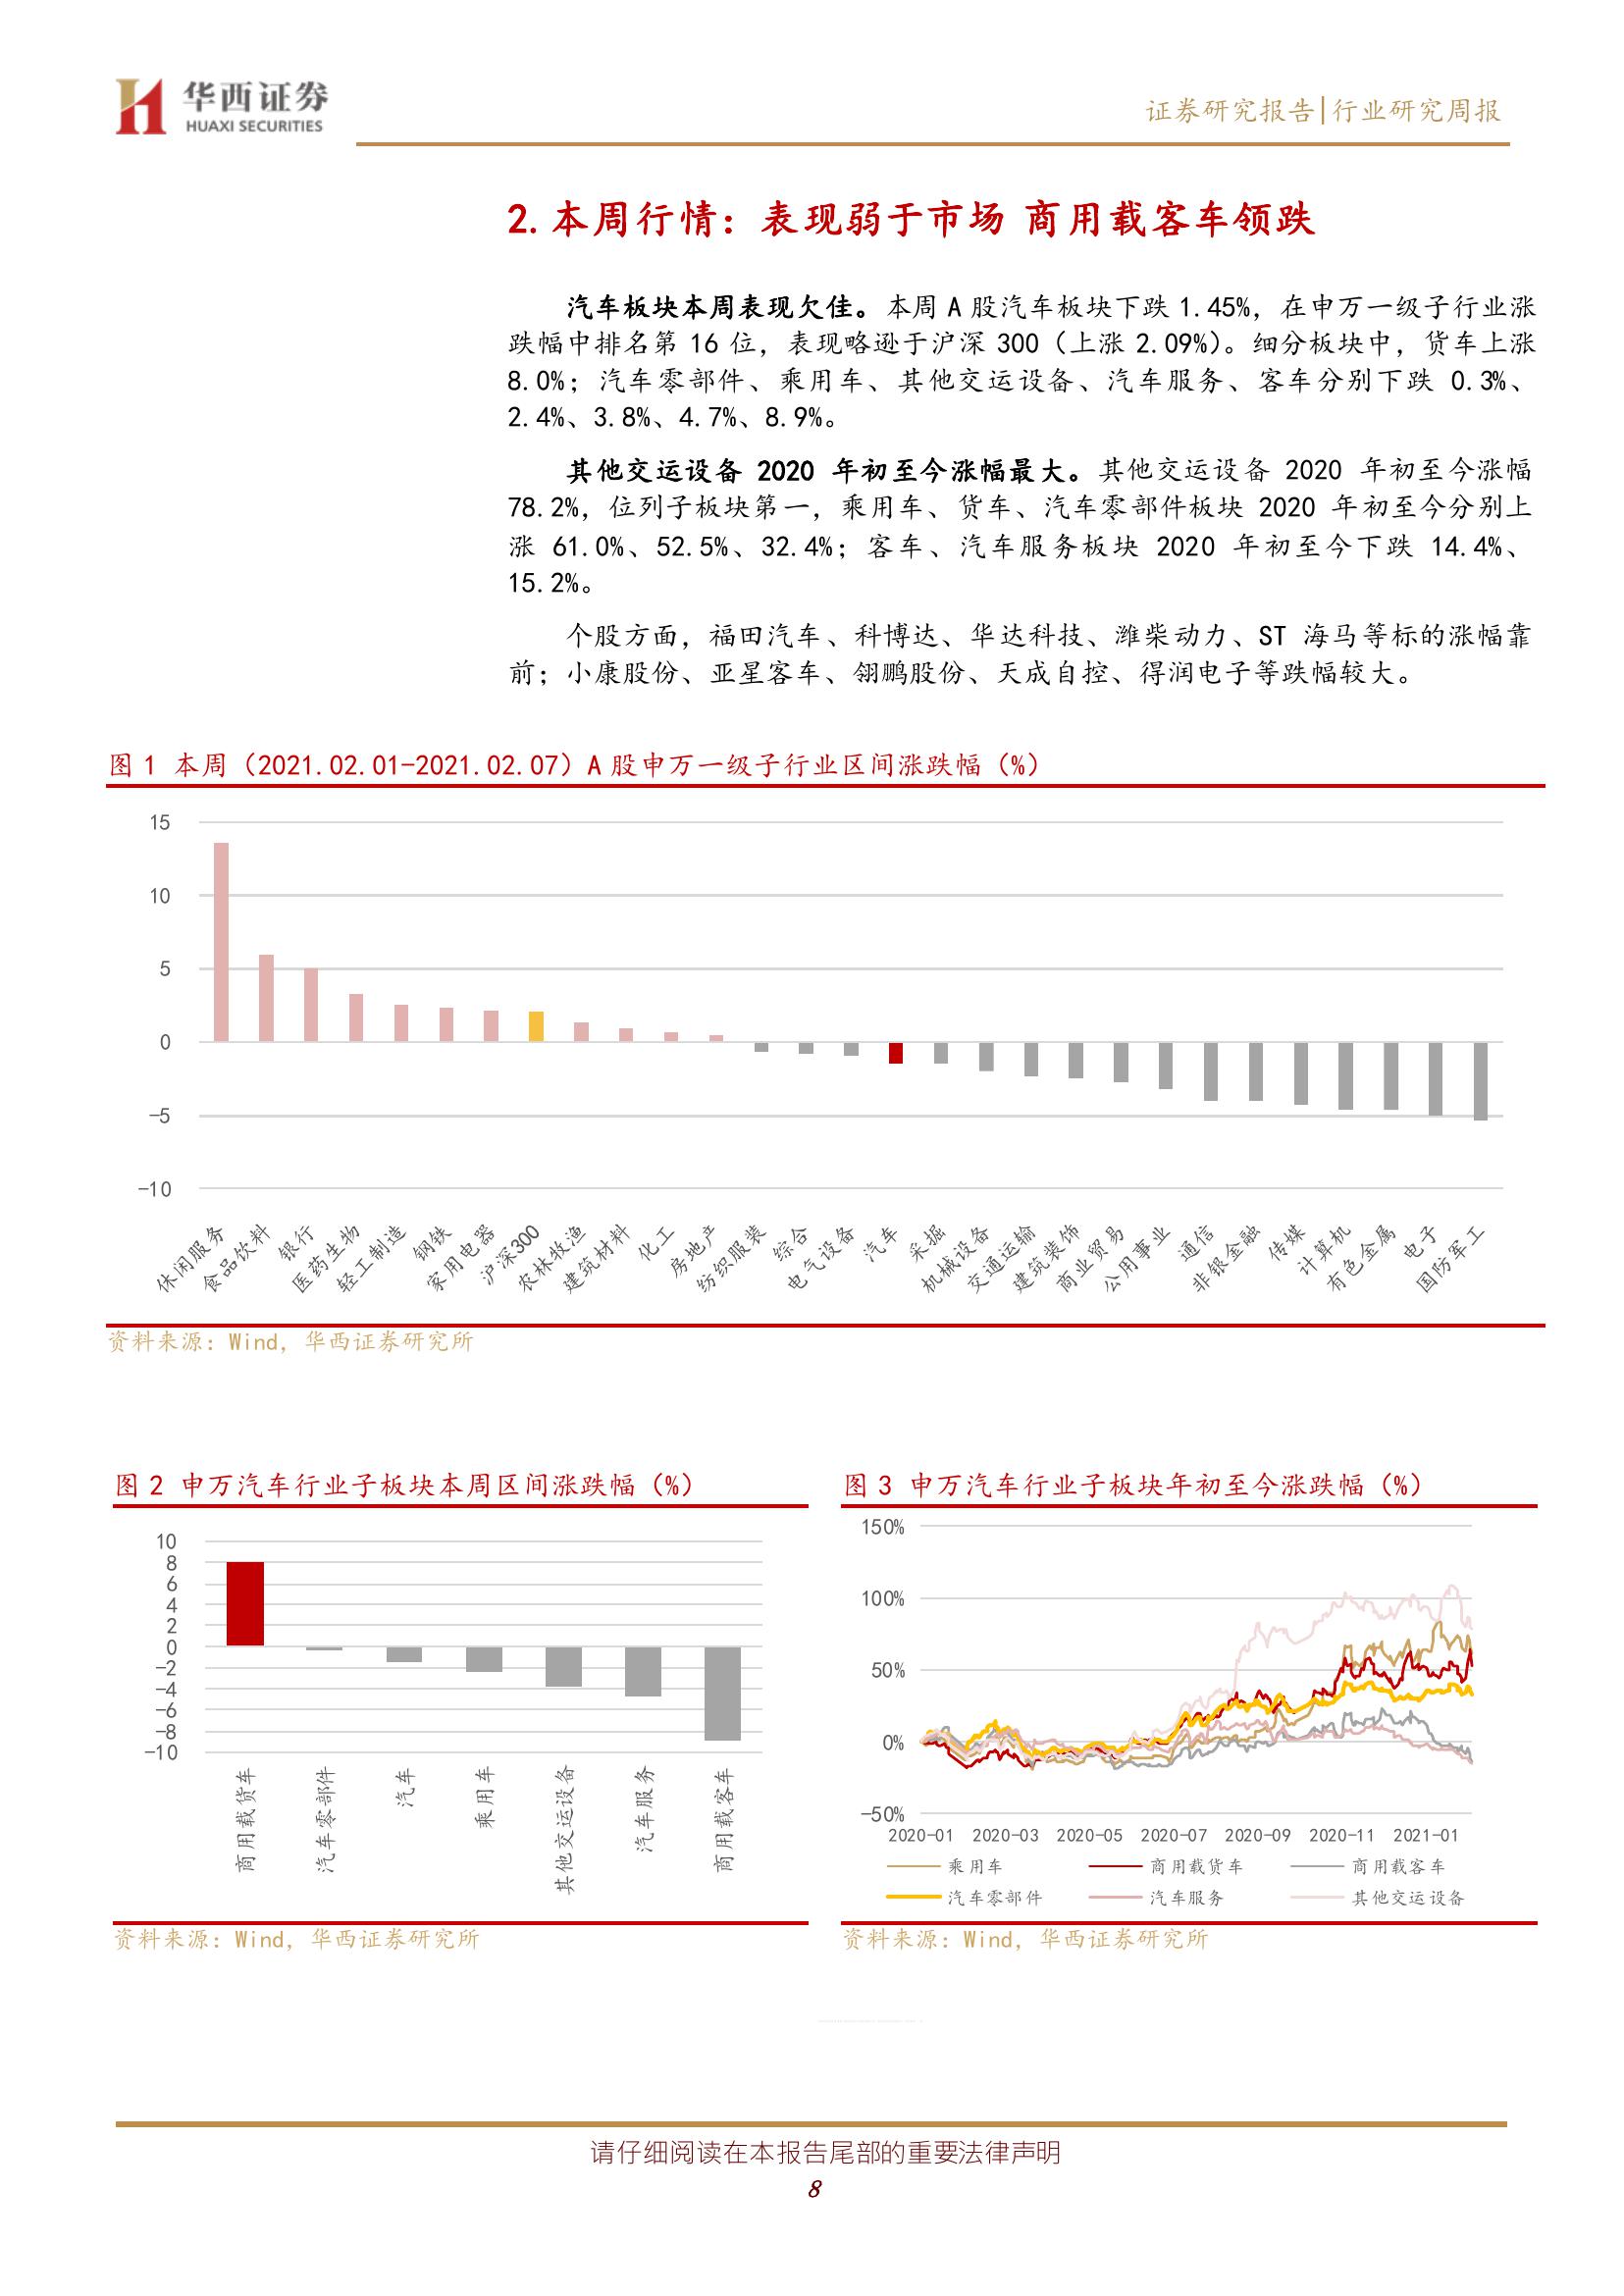 华西证券
HUAXI SECURITIES
证券研究报告|行业研究周报
2.本周行情：表现弱于市场 商用载客车领跌
汽车板块本周表现欠佳。本周 A 股汽车板块下跌 1.45%，在申万一级子行业涨
跌幅中排名第 16 位，表现略逊于沪深 300（上涨 2.09%）。细分板块中，货车上涨
8.0%；汽车零部件、乘用车、其他交运设备、汽车服务、客车分别下跌 0.3%、
2.4%、3.8%、4.7%、8.9%。
其他交运设备 2020 年初至今涨幅最大。其他交运设备 2020 年初至今涨幅
78.2%，位列子板块第一，乘用车、货车、汽车零部件板块 2020 年初至今分别上
涨 61.0%、52.5%、32.4%；客车、汽车服务板块 2020 年初至今下跌 14.4%、
15.2%。
个股方面，福田汽车、科博达、华达科技、潍柴动力、ST 海马等标的涨幅靠
前；小康股份、亚星客车、翎鹏股份、天成自控、得润电子等跌幅较大。
图 1 本周（2021.02.01-2021.02.07）A 股申万一级子行业区间涨跌幅（%）
15
10
5
0
-5
-10
休闲服务
食品饮料
银行
医药生物
轻工制造
钢铁
家用电器
沪深300
农林牧渔
建筑材料
化工
房地产
纺织服装
综合
电气设备
汽车
采掘
机械设备
交通运输
建筑装饰
商业贸易
公用事业
通信
非银金融
传媒
计算机
有色金属
电子
国防军工
资料来源：Wind，华西证券研究所
图 2 申万汽车行业子板块本周区间涨跌幅（%）
10
8
6
4
2
0
-2
-4
-6
-8
-10
商用载货车
汽车零部件
汽车
乘用车
其他交运设备
汽车服务
商用载客车
资料来源：Wind，华西证券研究所
图 3 申万汽车行业子板块年初至今涨跌幅（%）
150%
100%
50%
0%
-50%
2020-01 2020-03 2020-05 2020-07 2020-09 2020-11 2021-01
乘用车 商用载货车 商用载客车
汽车零部件 汽车服务 其他交运设备
资料来源：Wind，华西证券研究所
请仔细阅读在本报告尾部的重要法律声明
8